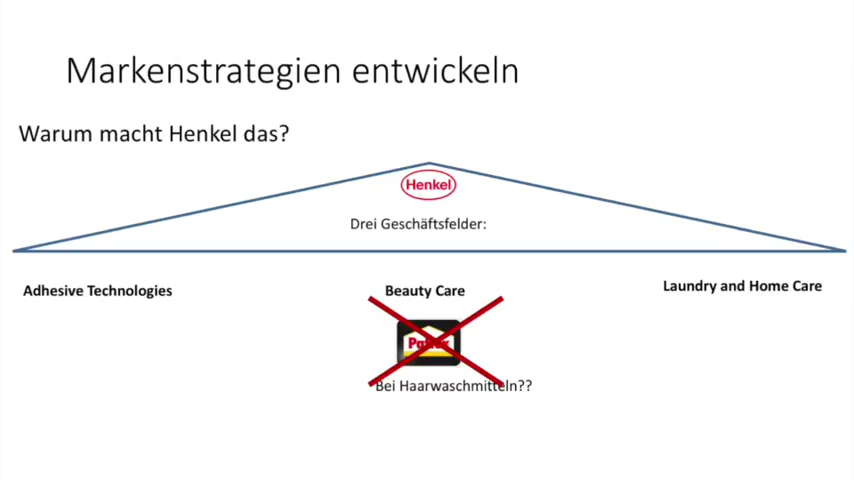 Markenstrategien entwickeln
Warum macht Henkel das?
Henkel
Drei Geschäftsfelder:
Adhesive Technologies
Beauty Care
Laundry and Home Care
Pattex
Bei Haarwaschmitteln??